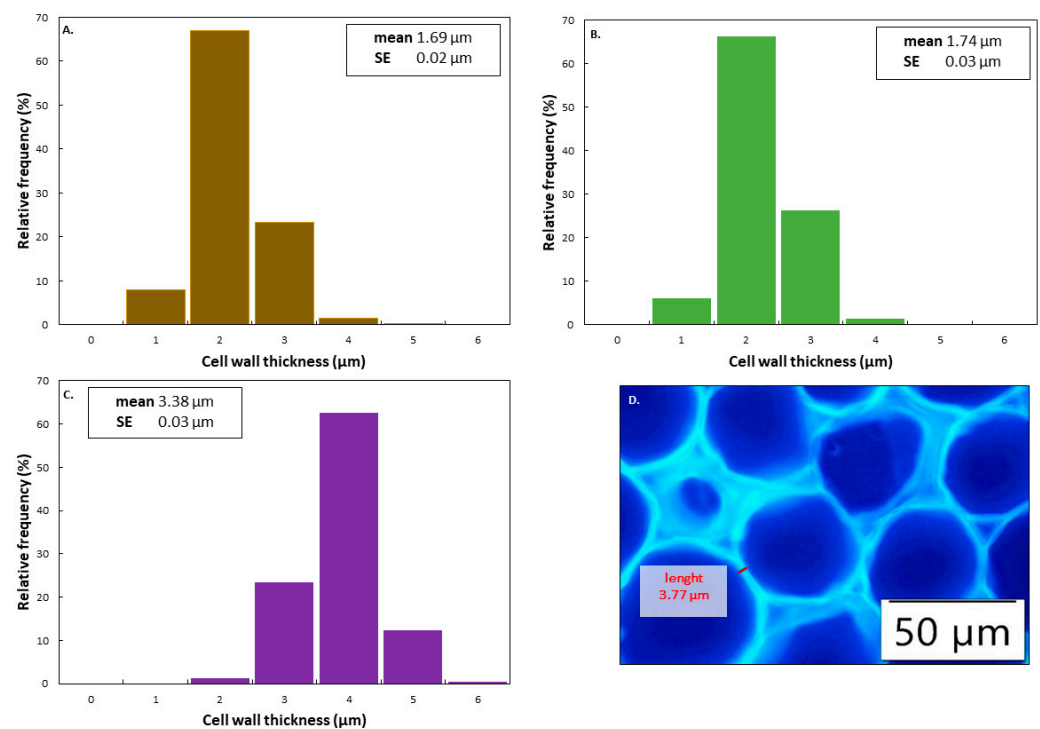 A.
mean 1.69 µm
SE 0.02 µm
70
60
50
40
30
20
10
0
Relative frequency (%)
0 1 2 3 4 5 6
Cell wall thickness (µm)
B.
mean 1.74 µm
SE 0.03 µm
70
60
50
40
30
20
10
0
Relative frequency (%)
0 1 2 3 4 5 6
Cell wall thickness (µm)
C.
mean 3.38 µm
SE 0.03 µm
70
60
50
40
30
20
10
0
Relative frequency (%)
0 1 2 3 4 5 6
Cell wall thickness (µm)
D.
lenght
3.77 µm
50 µm